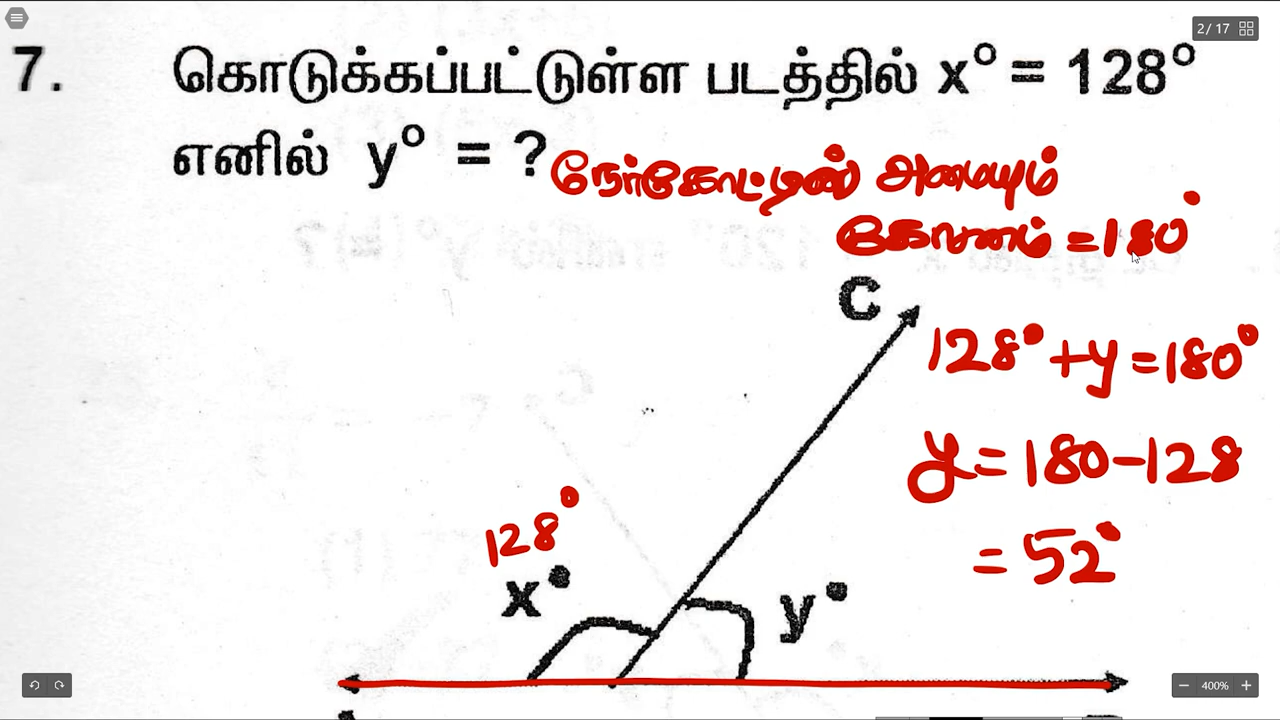 2 / 17
7. கொடுக்கப்பட்டுள்ள படத்தில் x° = 128°
எனில் y° = ?
நேர்கோட்டின் அமையும்
கோணம் = 180°
C
128° + y = 180°
y = 180 - 128
= 52°
128°
x°
y°
400%